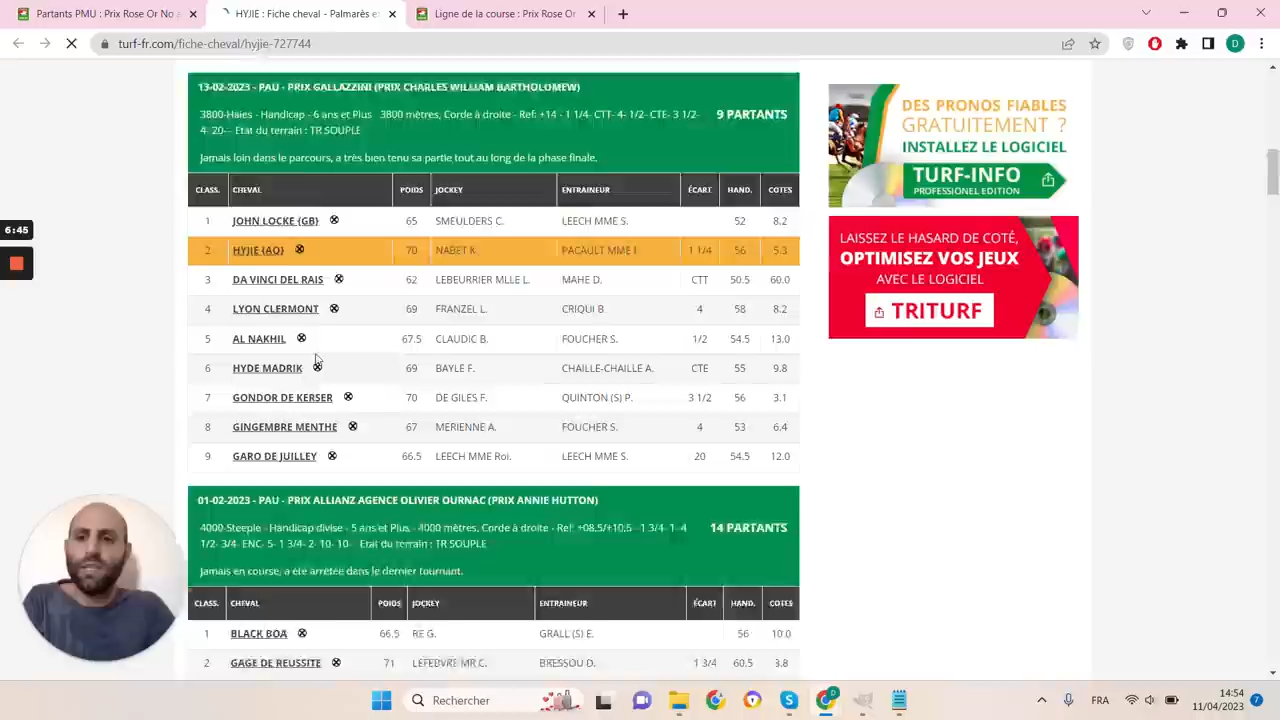 Partants PMU : Prix Rose Or No
HYJIE : Fiche cheval - Palmarès e
Partants PMU : Prix Rose Or No
turf-fr.com/fiche-cheval/hyjie-727744
13-02-2023 - PAU - PRIX GALLAZZINI (PRIX CHARLES WILLIAM BARTHOLOMEW)
3800-Haies - Handicap - 6 ans et Plus 3800 mètres, Corde à droite - Ref: +14 - 1 1/4- CTT- 4- 1/2- CTE- 3 1/2-
4- 20-- Etat du terrain : TR SOUPLE
9 PARTANTS
Jamais loin dans le parcours, a très bien tenu sa partie tout au long de la phase finale.
CLASS. CHEVAL POIDS JOCKEY ENTRAINEUR ÉCART HAND. COTES
1 JOHN LOCKE (GB) 65 SMEULDERS C. LEECH MME S. 52 8.2
2 HYJIE (AQ) 70 NABET K. PACAULT MME I. 1 1/4 56 5.3
3 DA VINCI DEL RAIS 62 LEBEURRIER MLLE L. MAHE D. CTT 50.5 60.0
4 LYON CLERMONT 69 FRANZEL L. CRIQUI B. 4 58 8.2
5 AL NAKHIL 67.5 CLAUDIC B. FOUCHER S. 1/2 54.5 13.0
6 HYDE MADRIK 69 BAYLE F. CHAILLE-CHAILLE A. CTE 55 9.8
7 GONDOR DE KERSER 70 DE GILES F. QUINTON (S) P. 3 1/2 56 3.1
8 GINGEMBRE MENTHE 67 MERIENNE A. FOUCHER S. 4 53 6.4
9 GARO DE JUILLEY 66.5 LEECH MME Roi. LEECH MME S. 20 54.5 12.0
01-02-2023 - PAU - PRIX ALLIANZ AGENCE OLIVIER OURNAC (PRIX ANNIE HUTTON)
4000-Steeple - Handicap divise - 5 ans et Plus, - 4000 mètres, Corde à droite - Ref: +08.5/+10.5- 1 3/4- 1- 4
1/2- 3/4- ENC- 5- 1 3/4- 2- 10- 10- Etat du terrain : TR SOUPLE
14 PARTANTS
Jamais en course, a été arrêtée dans le dernier tournant.
CLASS. CHEVAL POIDS JOCKEY ENTRAINEUR ÉCART HAND. COTES
1 BLACK BOA 66.5 RE G. GRALL (S) E. 56 10.0
2 GAGE DE REUSSITE 71 LEFEBVRE MR C. BRESSOU D. 1 3/4 60.5 3.8
DES PRONOS FIABLES
GRATUITEMENT ?
INSTALLEZ LE LOGICIEL
TURF-INFO
PROFESSIONEL EDITION
LAISSEZ LE HASARD DE COTÉ,
OPTIMISEZ VOS JEUX
AVEC LE LOGICIEL
TRITURF
6:45
Rechercher
FRA
14:54
11/04/2023